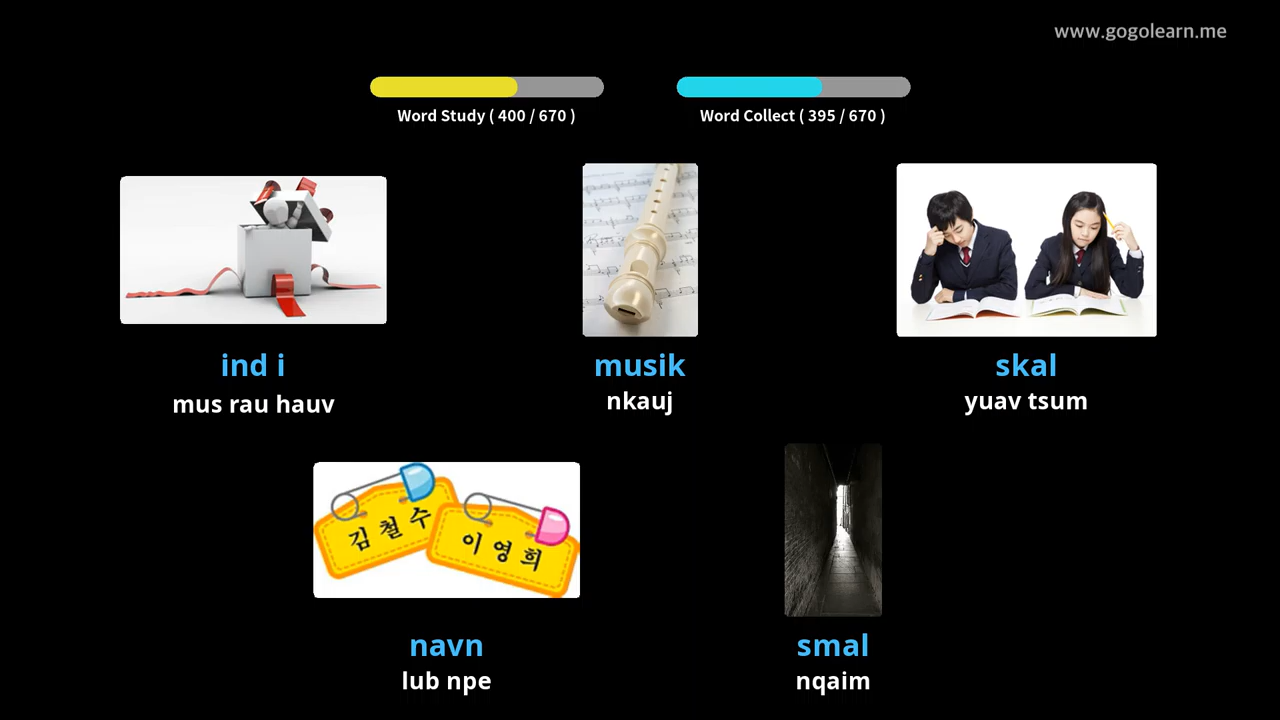 www.gogolearn.me
Word Study ( 400 / 670 )
Word Collect ( 395 / 670 )
ind i
mus rau hauv
musik
nkauj
skal
yuav tsum
김철수
이영희
navn
lub npe
smal
nqaim